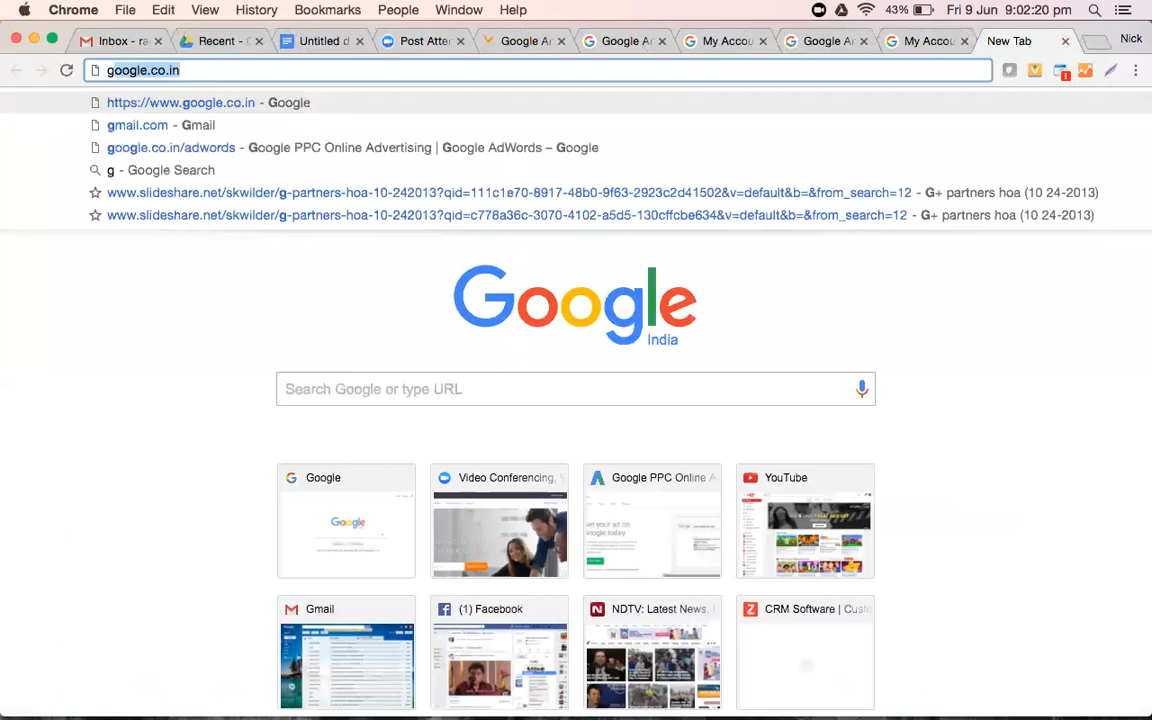 Chrome File Edit View History Bookmarks People Window Help 43% Fri 9 Jun 9:02:20 pm
Inbox - ra Recent - Untitled d Post Atte Google A Google A My Accou Google A My Accou New Tab Nick
google.co.in
https://www.google.co.in - Google
gmail.com - Gmail
google.co.in/adwords - Google PPC Online Advertising | Google AdWords – Google
g - Google Search
www.slideshare.net/skwilder/g-partners-hoa-10-242013?qid=111c1e70-8917-48b0-9f63-2923c2d41502&v=default&b=&from_search=12 - G+ partners hoa (10 24-2013)
www.slideshare.net/skwilder/g-partners-hoa-10-242013?qid=c778a36c-3070-4102-a5d5-130cffcbe634&v=default&b=&from_search=12 - G+ partners hoa (10 24-2013)
Google
India
Search Google or type URL
Google Video Conferencing, Google PPC Online A YouTube
Google
Gmail (1) Facebook NDTV: Latest News, CRM Software | Custo